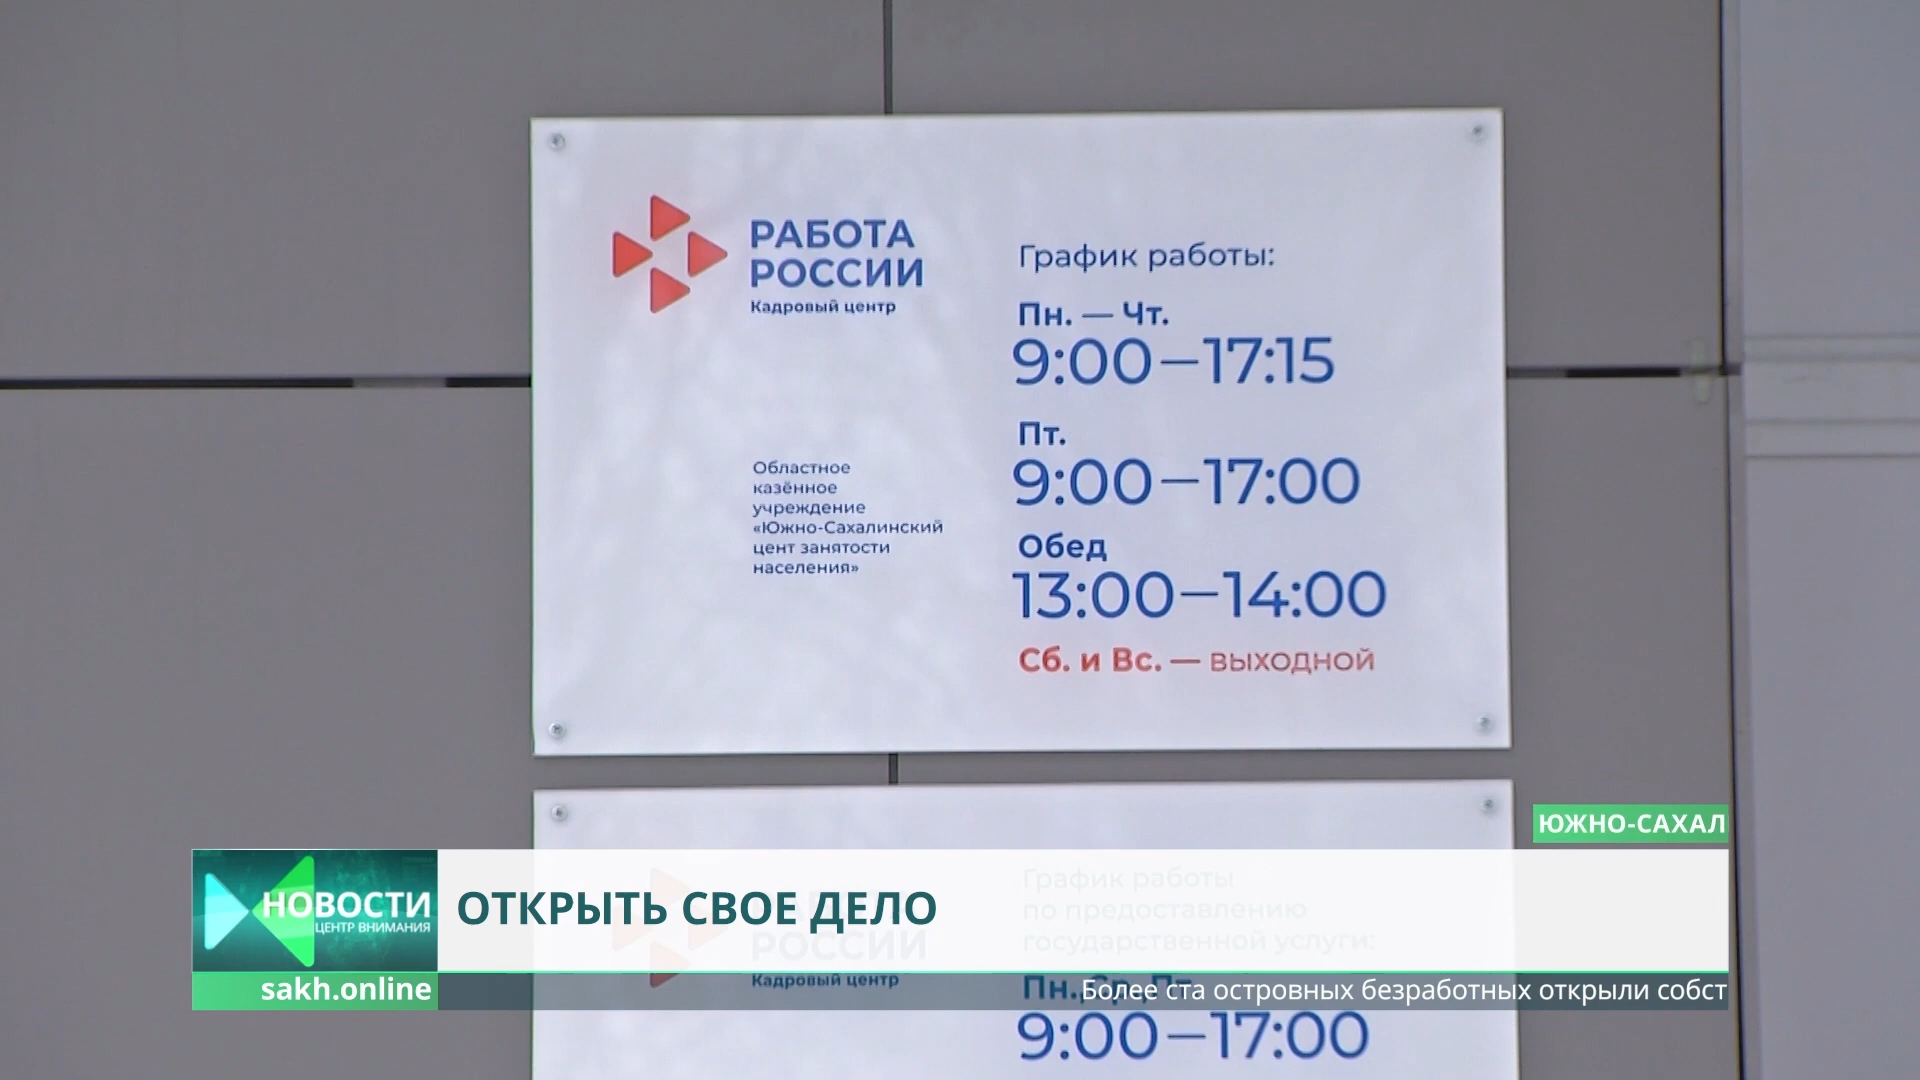 РАБОТА
РОССИИ
Кадровый центр
Областное
казённое
учреждение
«Южно-Сахалинский
цент занятости
населения»
График работы:
Пн. — Чт.
9:00—17:15
Пт.
9:00—17:00
Обед
13:00—14:00
Сб. и Вс. — выходной
ЮЖНО-САХАЛ
НОВОСТИ
ЦЕНТР ВНИМАНИЯ
ОТКРЫТЬ СВОЕ ДЕЛО
РОССИИ
Кадровый центр
График работы
по предоставлению
государственной услуги:
Пн., Ср., Пт.
9:00—17:00
sakh.online
Более ста островных безработных открыли собст